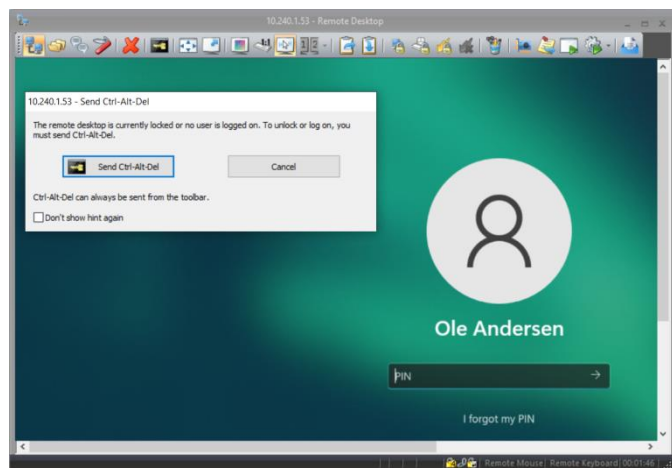 10.240.1.53 - Remote Desktop
10.240.1.53 - Send Ctrl-Alt-Del
The remote desktop is currently locked or no user is logged on. To unlock or log on, you
must send Ctrl-Alt-Del.
Send Ctrl-Alt-Del
Cancel
Ctrl-Alt-Del can always be sent from the toolbar.
Don't show hint again
Ole Andersen
PIN
I forgot my PIN
Remote Mouse Remote Keyboard 00:01:46